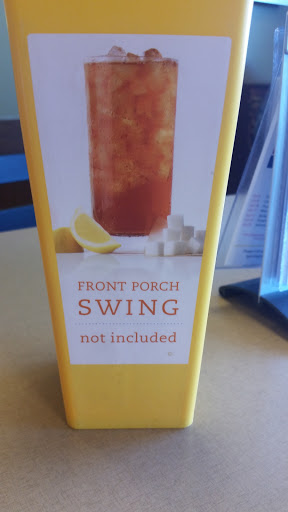 FRONT PORCH
SWING
not included